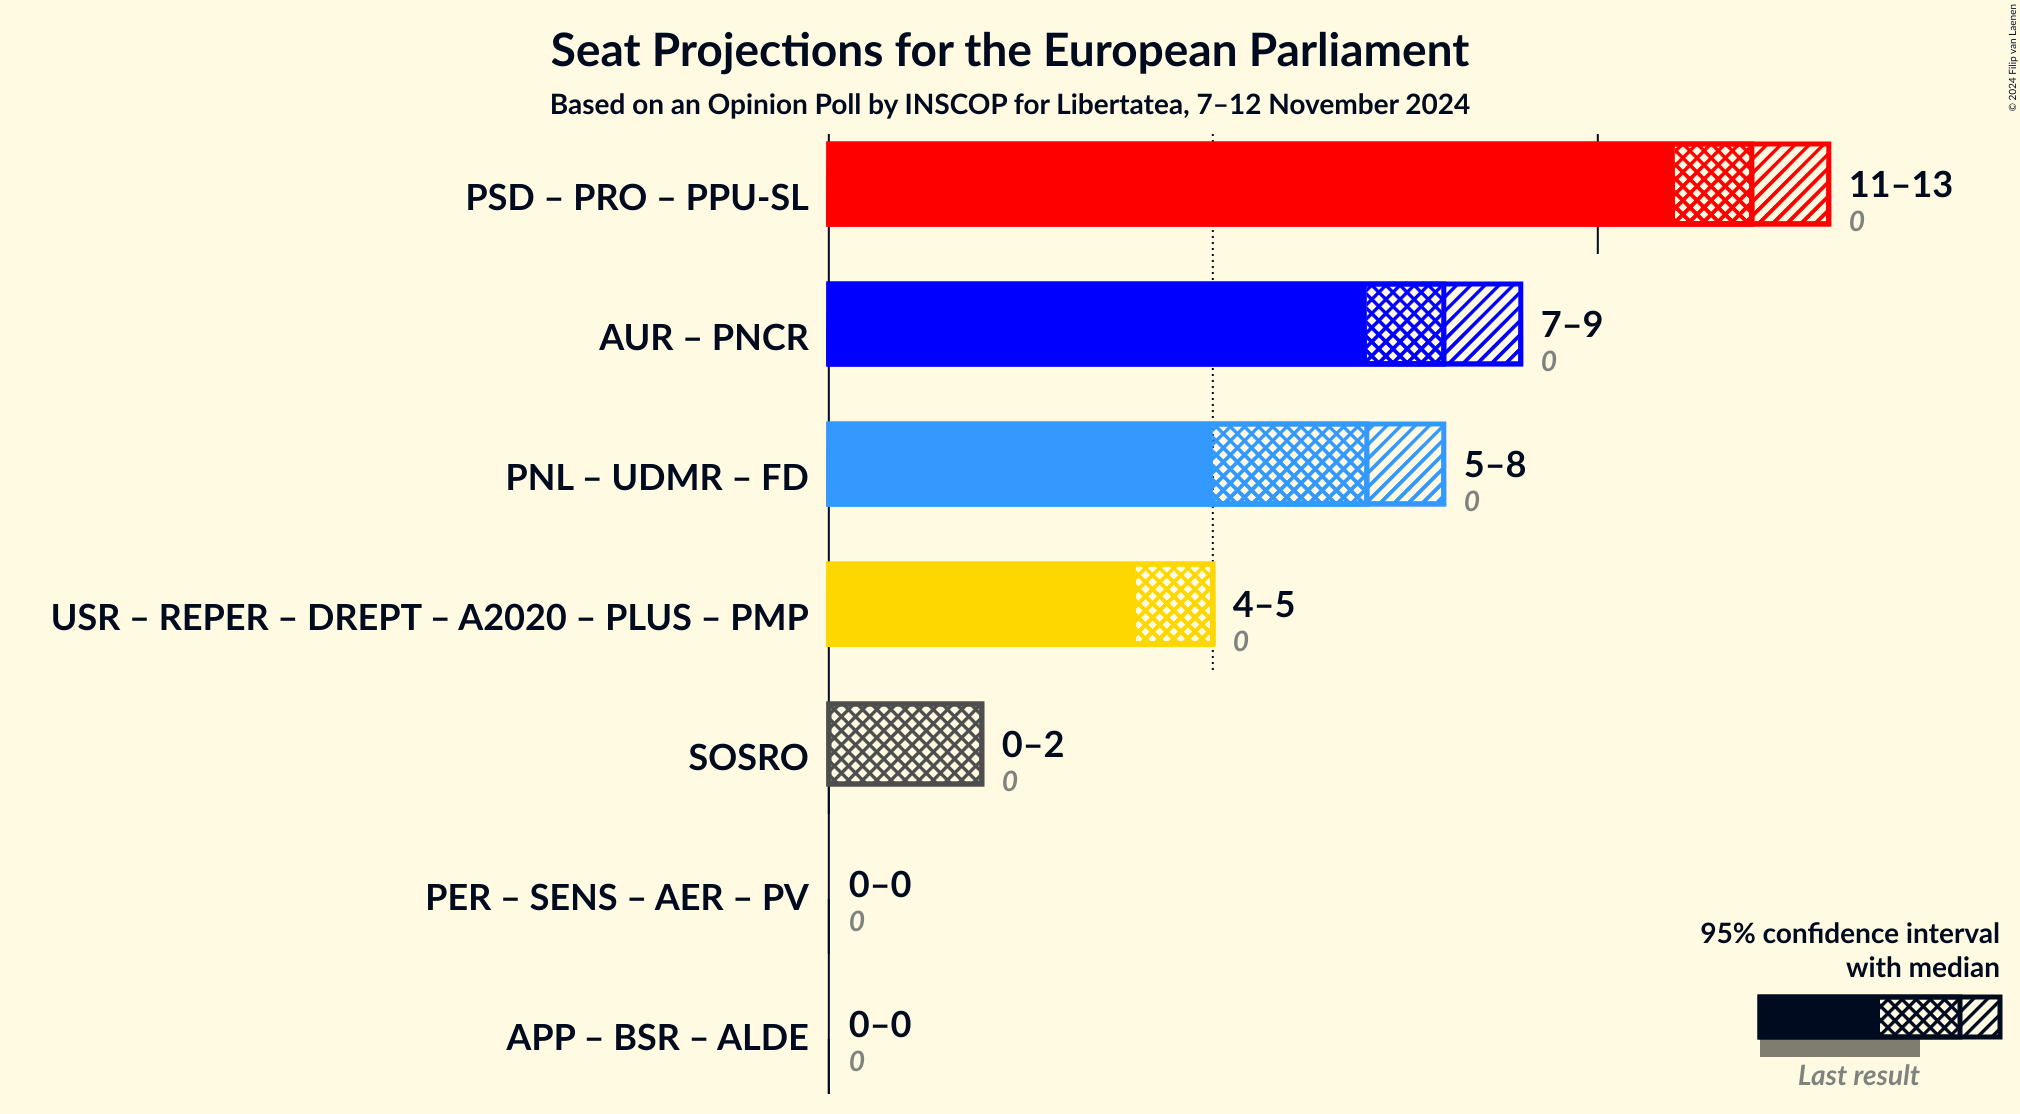 Seat Projections for the European Parliament
Based on an Opinion Poll by INSCOP for Libertatea, 7–12 November 2024
© 2024 Filip van Laenen
PSD – PRO – PPU-SL
11–13
0
AUR – PNCR
7–9
0
PNL – UDMR – FD
5–8
0
USR – REPER – DREPT – A2020 – PLUS – PMP
4–5
0
SOSRO
0–2
0
PER – SENS – AER – PV
0–0
0
APP – BSR – ALDE
0–0
0
95% confidence interval
with median
Last result